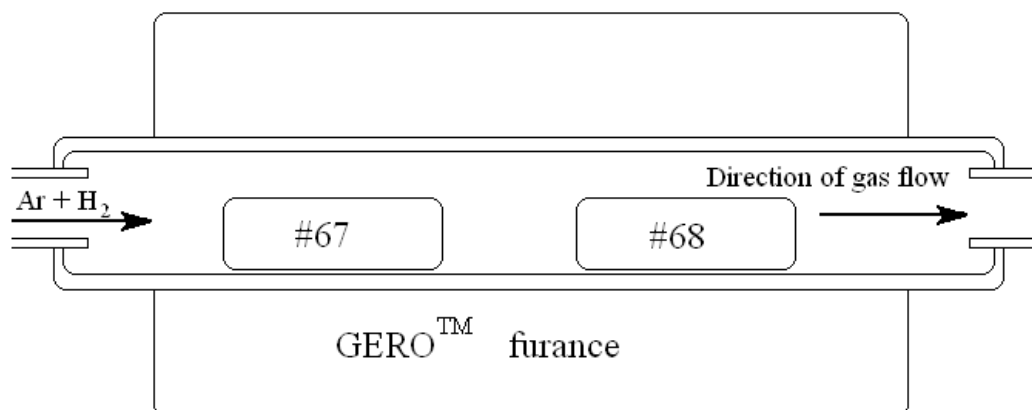 Ar + H2
Direction of gas flow
#67
#68
GERO™ furance